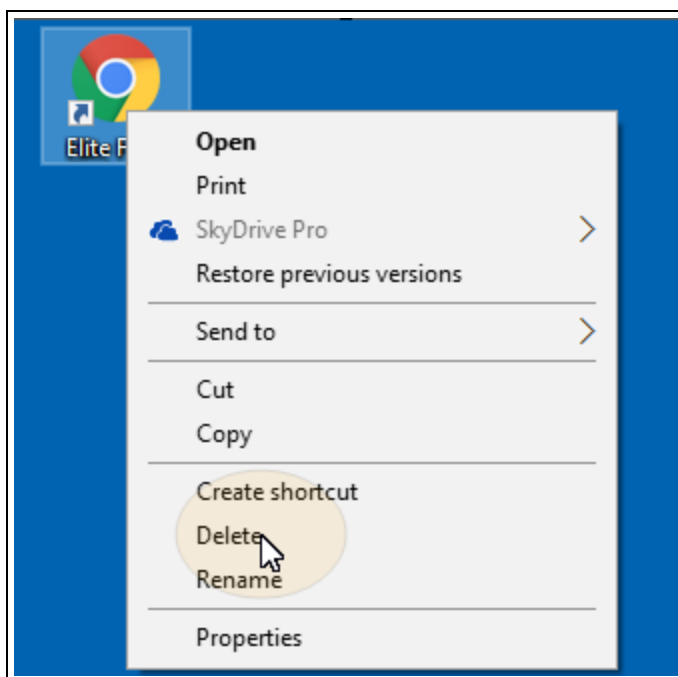 Elite F
Open
Print
SkyDrive Pro
Restore previous versions
Send to
Cut
Copy
Create shortcut
Delete
Rename
Properties